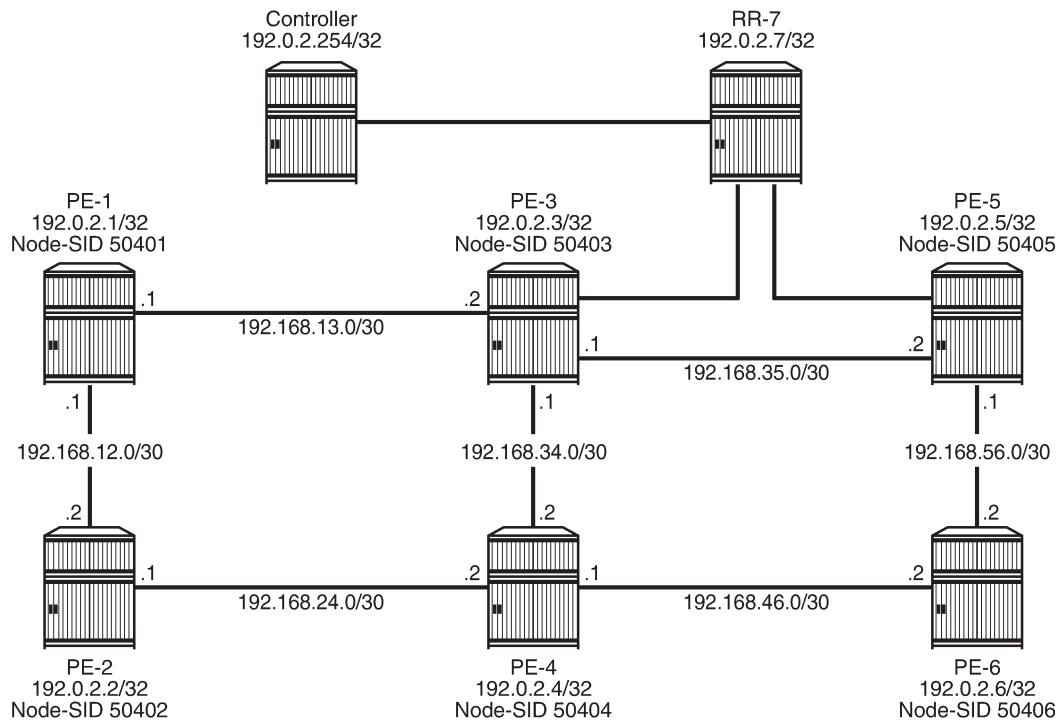 Controller
192.0.2.254/32
RR-7
192.0.2.7/32
PE-1
192.0.2.1/32
Node-SID 50401
PE-3
192.0.2.3/32
Node-SID 50403
PE-5
192.0.2.5/32
Node-SID 50405
.1
.2
192.168.13.0/30
.1
.2
192.168.35.0/30
.1
.1
.1
192.168.12.0/30
192.168.34.0/30
192.168.56.0/30
.2
.2
.2
.1
.2
192.168.24.0/30
.1
.2
192.168.46.0/30
PE-2
192.0.2.2/32
Node-SID 50402
PE-4
192.0.2.4/32
Node-SID 50404
PE-6
192.0.2.6/32
Node-SID 50406